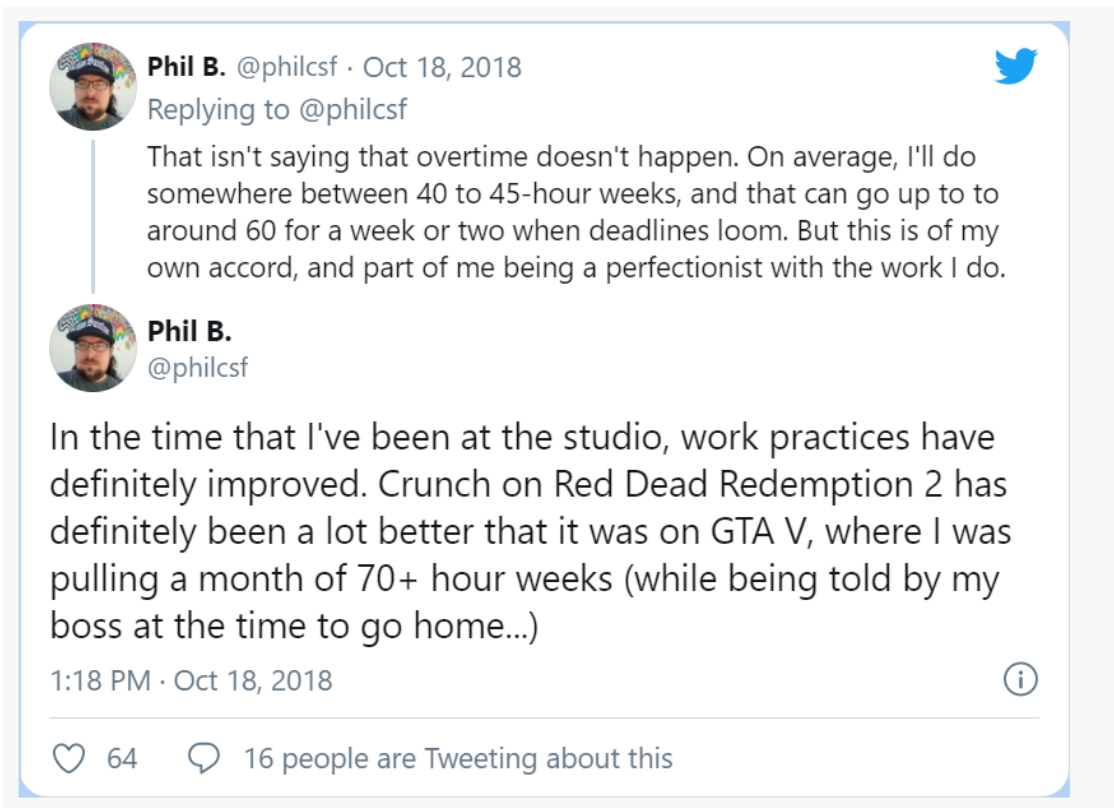 Phil B. @philcsf · Oct 18, 2018
Replying to @philcsf
That isn't saying that overtime doesn't happen. On average, I'll do
somewhere between 40 to 45-hour weeks, and that can go up to to
around 60 for a week or two when deadlines loom. But this is of my
own accord, and part of me being a perfectionist with the work I do.
Phil B.
@philcsf
In the time that I've been at the studio, work practices have
definitely improved. Crunch on Red Dead Redemption 2 has
definitely been a lot better that it was on GTA V, where I was
pulling a month of 70+ hour weeks (while being told by my
boss at the time to go home...)
1:18 PM · Oct 18, 2018
64
16 people are Tweeting about this